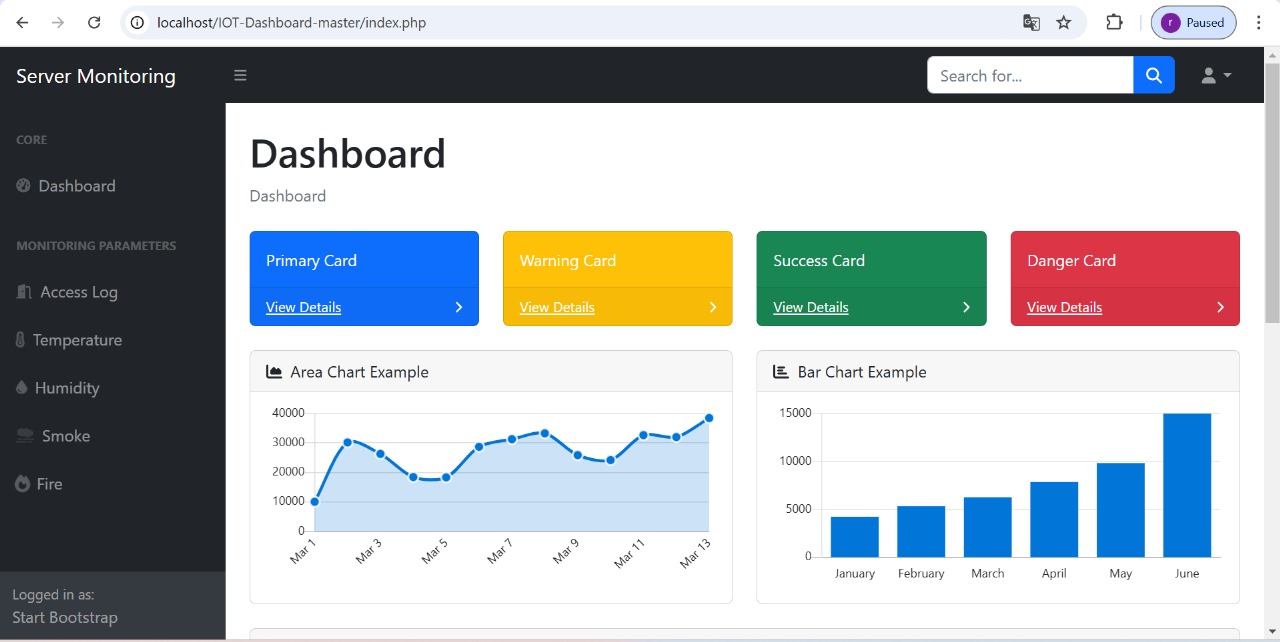 localhost/IOT-Dashboard-master/index.php
r
Paused
Server Monitoring
Search for...
CORE
Dashboard
MONITORING PARAMETERS
Access Log
Temperature
Humidity
Smoke
Fire
Logged in as:
Start Bootstrap
Dashboard
Dashboard
Primary Card
View Details
Warning Card
View Details
Success Card
View Details
Danger Card
View Details
Area Chart Example
40000
30000
20000
10000
0
Mar 1
Mar 3
Mar 5
Mar 7
Mar 9
Mar 11
Mar 13
Bar Chart Example
15000
10000
5000
0
January
February
March
April
May
June